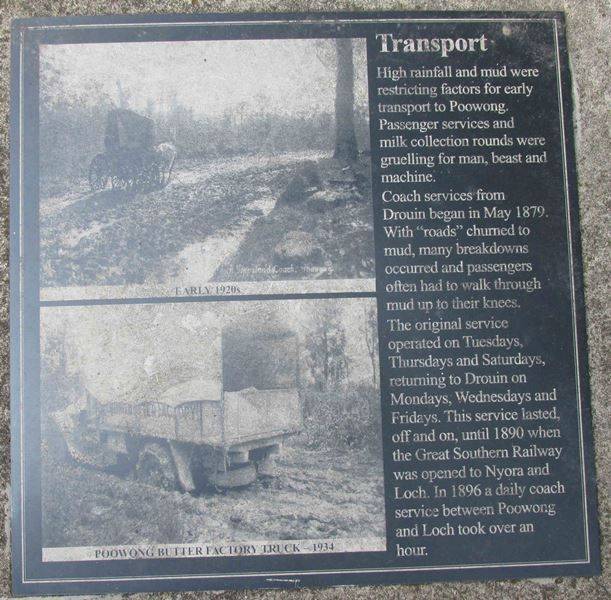 Transport
High rainfall and mud were
restricting factors for early
transport to Poowong.
Passenger services and
milk collection rounds were
gruelling for man, beast and
machine.
Coach services from
Drouin began in May 1879.
With “roads” churned to
mud, many breakdowns
occurred and passengers
often had to walk through
mud up to their knees.
The original service
operated on Tuesdays,
Thursdays and Saturdays,
returning to Drouin on
Mondays, Wednesdays and
Fridays. This service lasted,
off and on, until 1890 when
the Great Southern Railway
was opened to Nyora and
Loch. In 1896 a daily coach
service between Poowong
and Loch took over an
hour.
Coach,
EARLY 1920s
POOWONG BUTTER FACTORY TRUCK – 1934